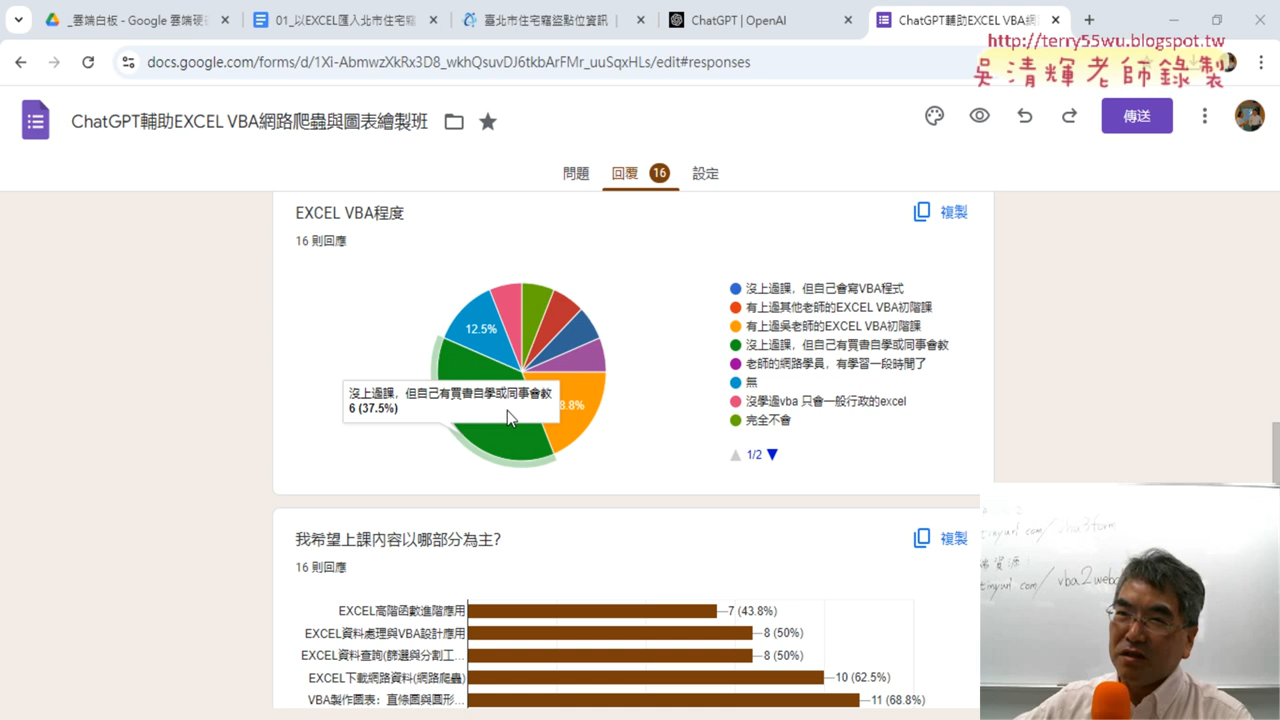 _雲端白板 - Google 雲端硬
01_以EXCEL匯入北市住宅竊
臺北市住宅竊盜點位資訊
ChatGPT | OpenAI
ChatGPT輔助EXCEL VBA網
http://terry55wu.blogspot.tw
docs.google.com/forms/d/1Xi-AbmwzXkRx3D8_wkhQsuvDJ6tkbArFMr_uuSqxHLs/edit#responses
吳清輝老師錄製
ChatGPT輔助EXCEL VBA網路爬蟲與圖表繪製班
傳送
問題
回覆 16
設定
EXCEL VBA程度
複製
16 則回應
12.5%
8.8%
沒上過課，但自己有買書自學或同事會教
6 (37.5%)
沒上過課，但自己會寫VBA程式
有上過其他老師的EXCEL VBA初階課
有上過吳老師的EXCEL VBA初階課
沒上過課，但自己有買書自學或同事會教
老師的網路學員，有學習一段時間了
無
沒學過vba 只會一般行政的excel
完全不會
1/2
我希望上課內容以哪部分為主?
複製
16 則回應
EXCEL高階函數進階應用 7 (43.8%)
EXCEL資料處理與VBA設計應用 8 (50%)
EXCEL資料查詢(篩選與分割工... 8 (50%)
EXCEL下載網路資料(網路爬蟲) 10 (62.5%)
VBA製作圖表：直條圖與圓形... 11 (68.8%)
tinyurl.com/vba3form
資源
tinyurl.com/vba2web